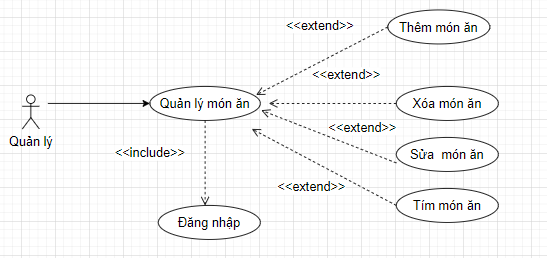 <<extend>>
Thêm món ăn
<<extend>>
Quản lý món ăn
Xóa món ăn
Quản lý
<<extend>>
<<include>>
Sửa món ăn
<<extend>>
Tím món ăn
Đăng nhập